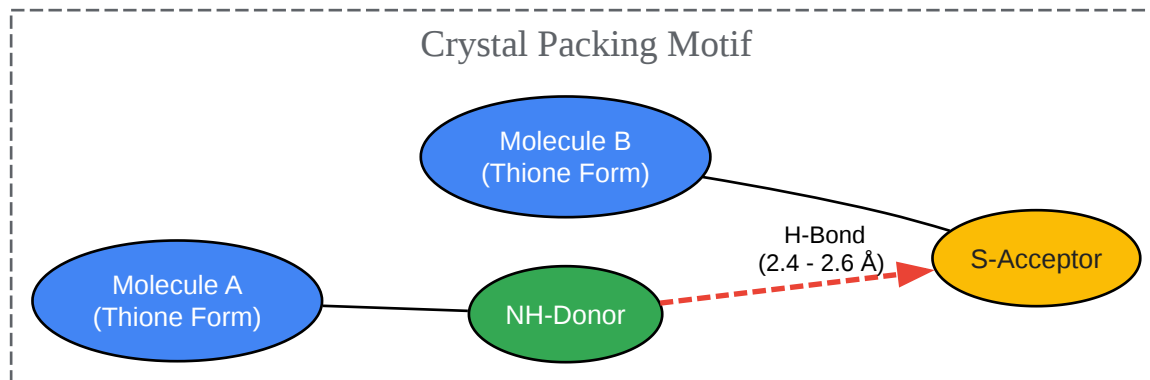 Crystal Packing Motif
Molecule B
(Thione Form)
H-Bond
(2.4 - 2.6 Å)
S-Acceptor
Molecule A
(Thione Form)
NH-Donor